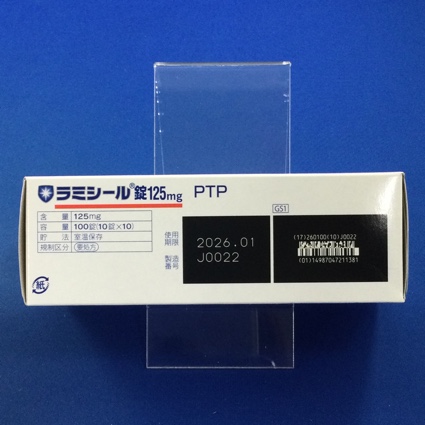 ラミシール®錠125mg PTP
含 量 125mg
容 量 100錠(10錠×10)
貯 法 室温保存
規制区分 (要処方)
使用期限 2026.01
製造番号 J0022
GS1
(17)260100(10)J0022
(01)14987047211381
紙